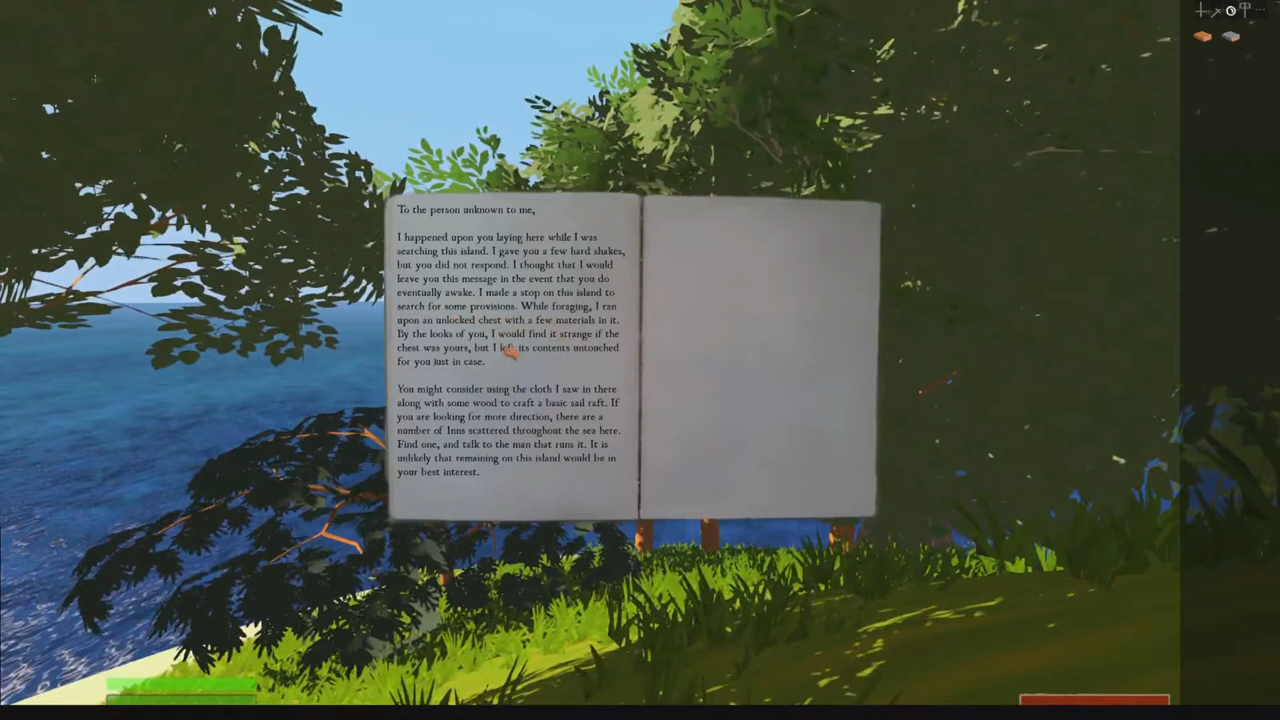 To the person unknown to me,
I happened upon you laying here while I was
searching this island. I gave you a few hard shakes,
but you did not respond. I thought that I would
leave you this message in the event that you do
eventually awake. I made a stop on this island to
search for some provisions. While foraging, I ran
upon an unlocked chest with a few materials in it.
By the looks of you, I would find it strange if the
chest was yours, but I left its contents untouched
for you just in case.
You might consider using the cloth I saw in there
along with some wood to craft a basic sail raft. If
you are looking for more direction, there are a
number of Inns scattered throughout the sea here.
Find one, and talk to the man that runs it. It is
unlikely that remaining on this island would be in
your best interest.